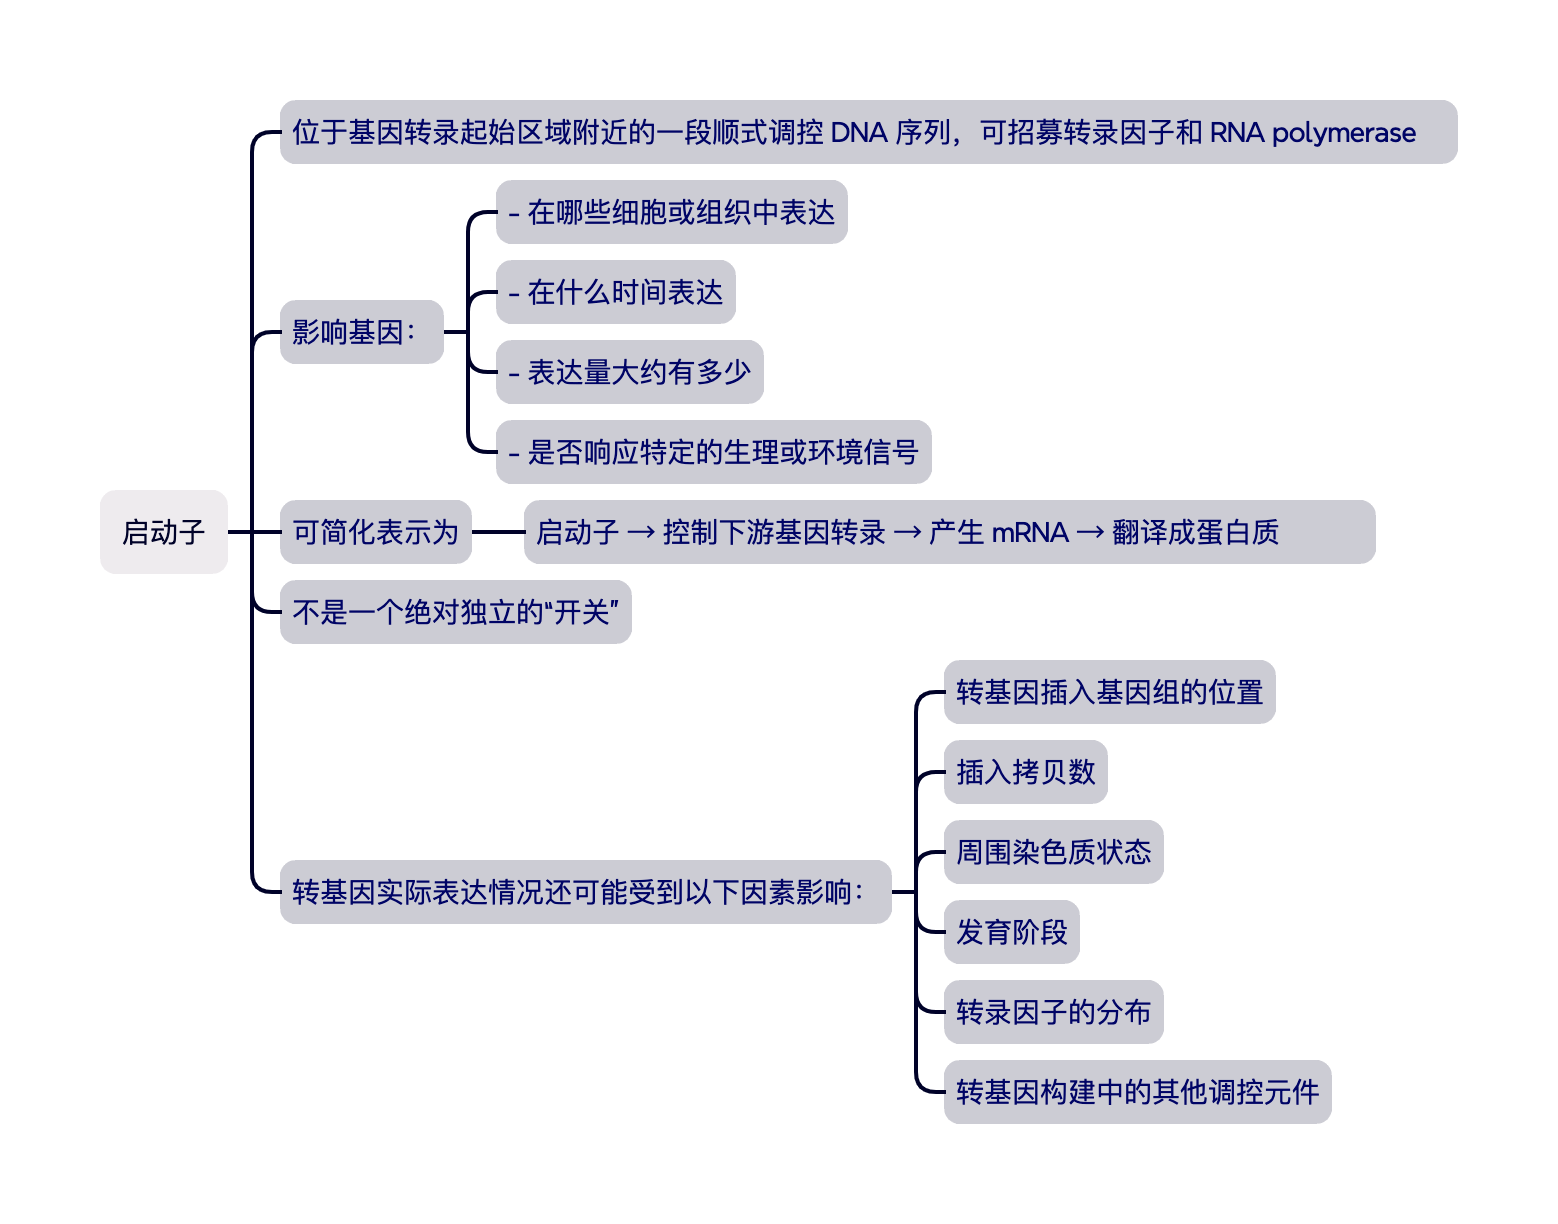 位于基因转录起始区域附近的一段顺式调控 DNA 序列，可招募转录因子和 RNA polymerase
- 在哪些细胞或组织中表达
- 在什么时间表达
影响基因：
- 表达量大约有多少
- 是否响应特定的生理或环境信号
启动子
可简化表示为
启动子 → 控制下游基因转录 → 产生 mRNA → 翻译成蛋白质
不是一个绝对独立的“开关”
转基因插入基因组的位置
插入拷贝数
周围染色质状态
转基因实际表达情况还可能受到以下因素影响：
发育阶段
转录因子的分布
转基因构建中的其他调控元件